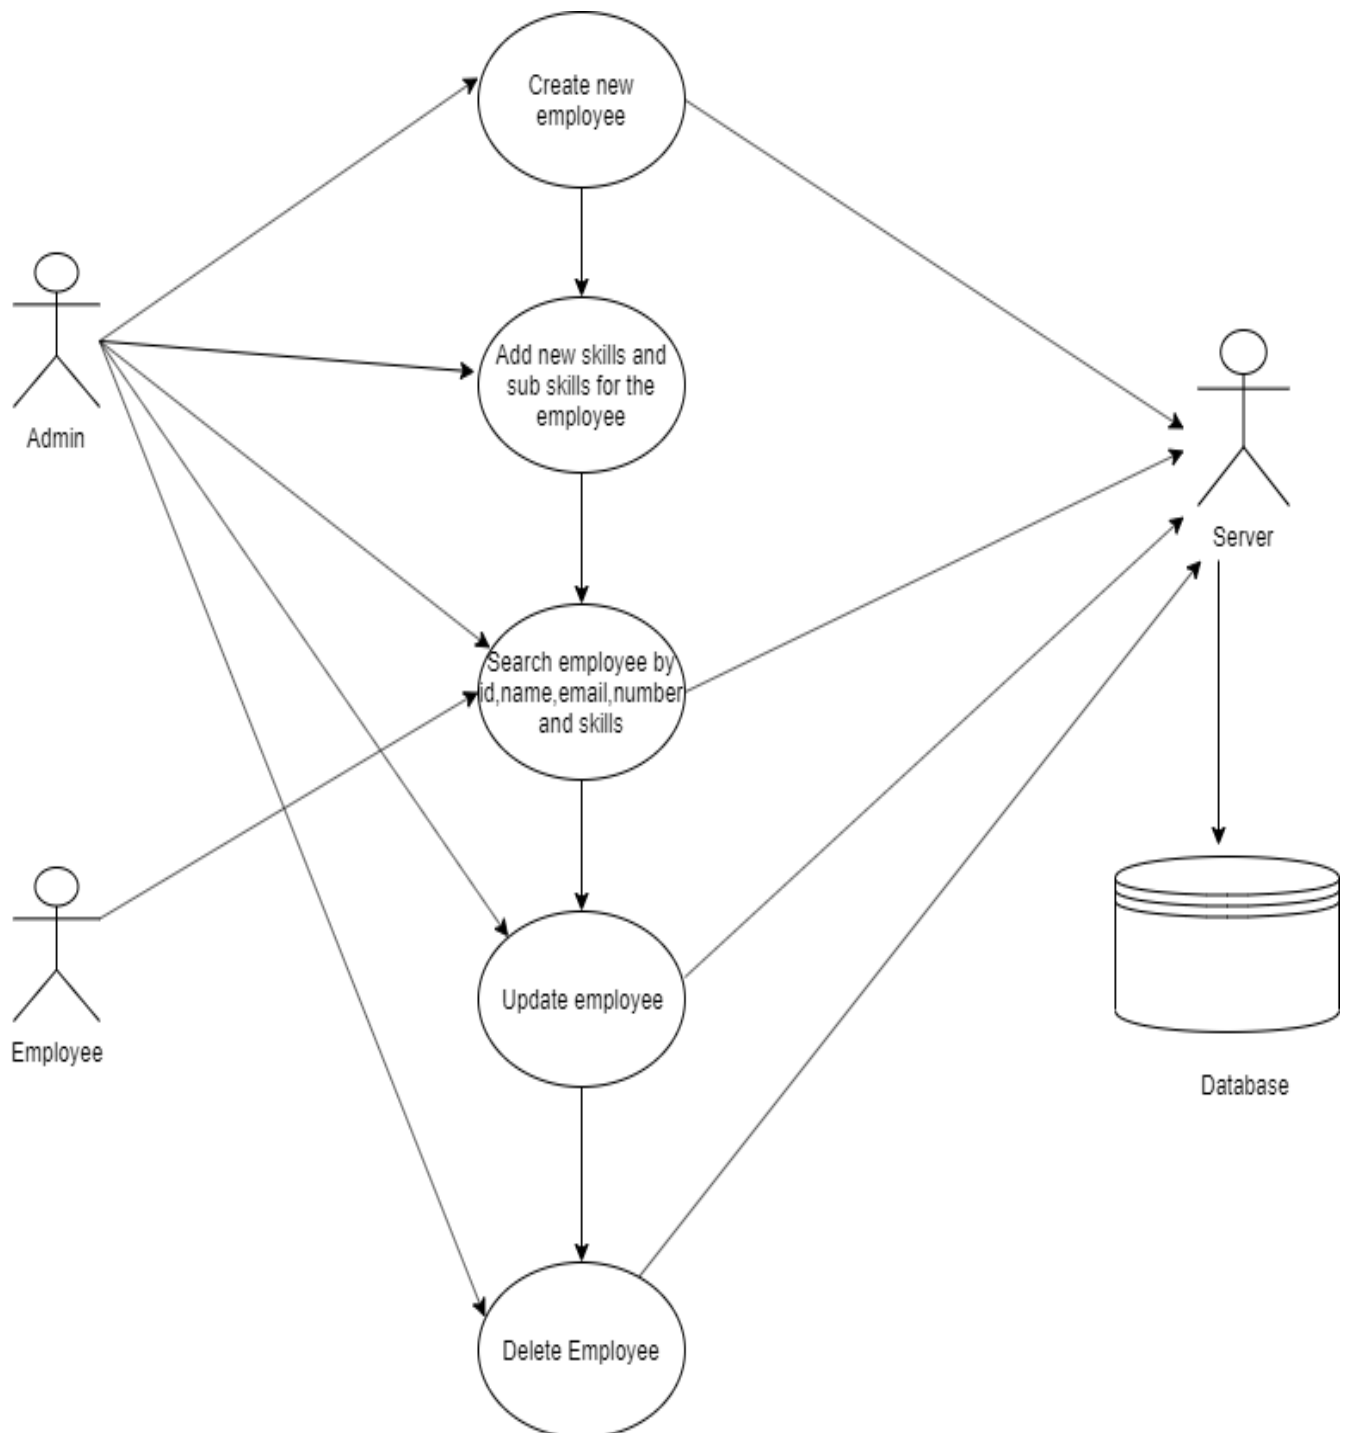 Create new
employee
Add new skills and
sub skills for the
employee
Admin
Server
Search employee by
id,name,email,number
and skills
Update employee
Employee
Database
Delete Employee